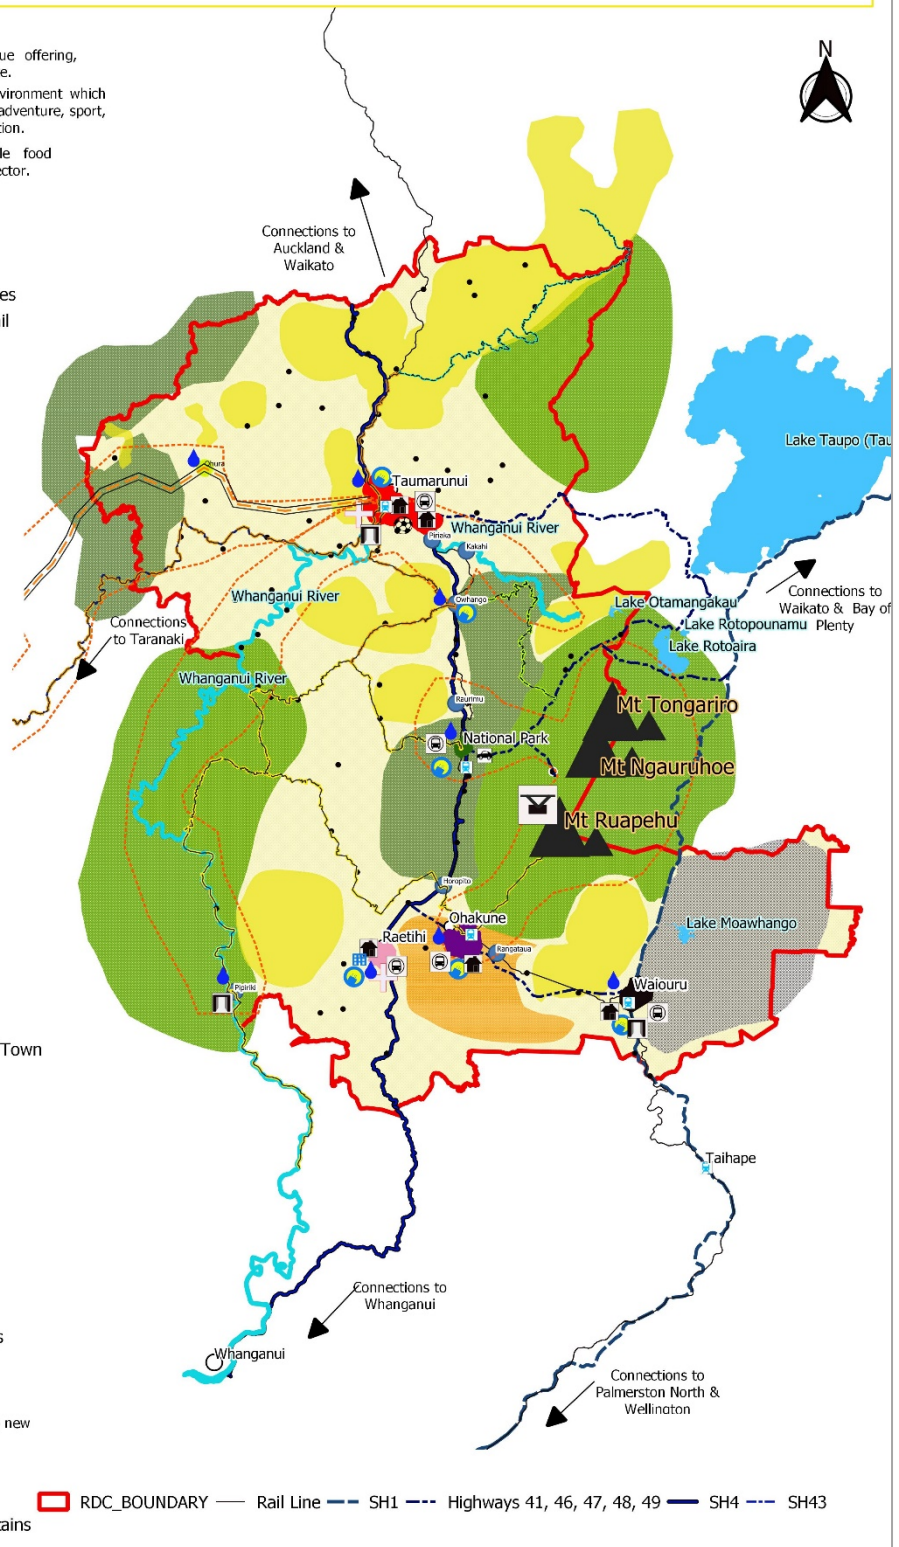 ue offering,
e.
vironment which
adventure, sport,
tion.
le food
ector.
N
Connections to
Auckland &
Waikato
es
il
Lake Taupo (Tau
Ohura
Taumarunui
Whanganui River
Piriaka
Kakahi
Whanganui River
Owhango
Lake Otamangakau
Connections to
Waikato & Bay of
Plenty
Lake Rotopounamu
Lake Rotoaira
Connections
to Taranaki
Whanganui River
Raurimu
Mt Tongariro
National Park
Mt Ngauruhoe
Mt Ruapehu
Horopito
Ohakune
Lake Moawhango
Raetihi
Rangataua
Waiouru
Pipiriki
Town
Taihape
Connections to
Whanganui
s
Whanganui
Connections to
Palmerston North &
Wellington
new
RDC_BOUNDARY Rail Line SH1 Highways 41, 46, 47, 48, 49 SH4 SH43
tains